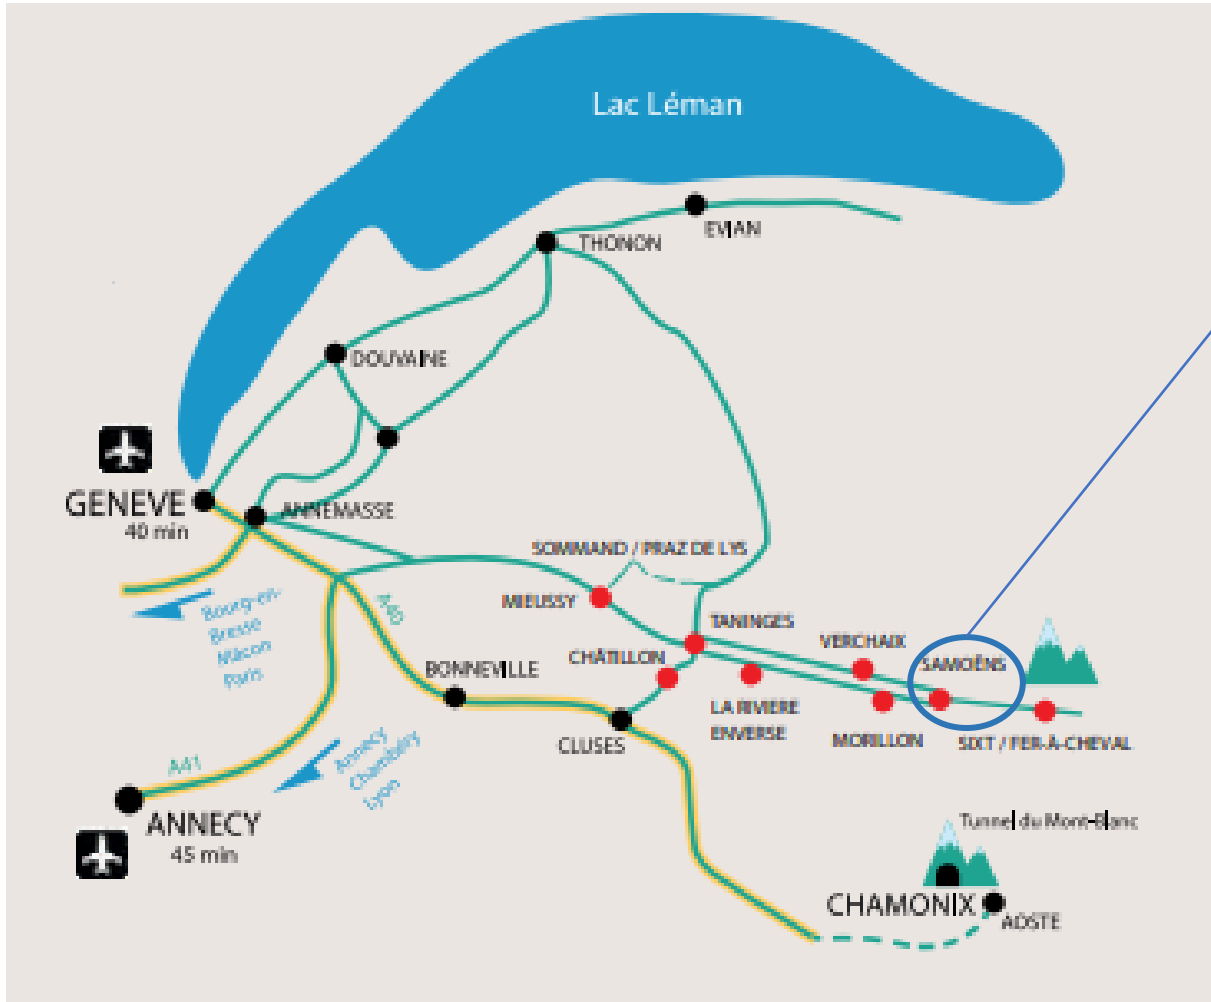 Lac Léman
EVIAN
THONON
DOUVAINE
GENEVE
40 min
ANNEMASSE
SOMMAND / PRAZ DE LYS
MIEUSSY
TANINGES
VERCHAIX
SAMOËNS
CHÂTILLON
Bourg-en-
Bresse
Mâcon
Paris
A40
BONNEVILLE
LA RIVIERE
ENVERSE
MORILLON
SIXT / FER-À-CHEVAL
CLUSES
A41
Annecy
Chambéry
Lyon
ANNECY
45 min
Tunnel du Mont-Blanc
CHAMONIX
AOSTE